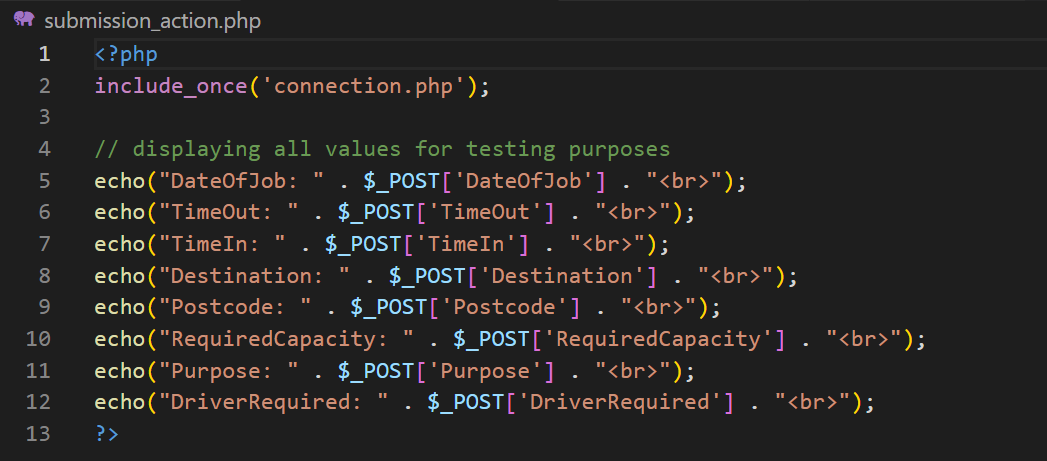 submission_action.php
1 <?php
2 include_once('connection.php');
3
4 // displaying all values for testing purposes
5 echo("DateOfJob: " . $_POST['DateOfJob'] . "<br>");
6 echo("TimeOut: " . $_POST['TimeOut'] . "<br>");
7 echo("TimeIn: " . $_POST['TimeIn'] . "<br>");
8 echo("Destination: " . $_POST['Destination'] . "<br>");
9 echo("Postcode: " . $_POST['Postcode'] . "<br>");
10 echo("RequiredCapacity: " . $_POST['RequiredCapacity'] . "<br>");
11 echo("Purpose: " . $_POST['Purpose'] . "<br>");
12 echo("DriverRequired: " . $_POST['DriverRequired'] . "<br>");
13 ?>